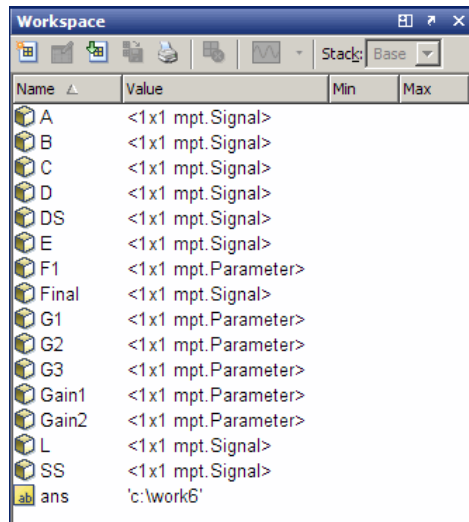 Workspace
Stack: Base
Name Value Min Max
A <1x1 mpt.Signal>
B <1x1 mpt.Signal>
C <1x1 mpt.Signal>
D <1x1 mpt.Signal>
DS <1x1 mpt.Signal>
E <1x1 mpt.Signal>
F1 <1x1 mpt.Parameter>
Final <1x1 mpt.Signal>
G1 <1x1 mpt.Parameter>
G2 <1x1 mpt.Parameter>
G3 <1x1 mpt.Parameter>
Gain1 <1x1 mpt.Parameter>
Gain2 <1x1 mpt.Parameter>
L <1x1 mpt.Signal>
SS <1x1 mpt.Signal>
ab ans 'c:\work6'